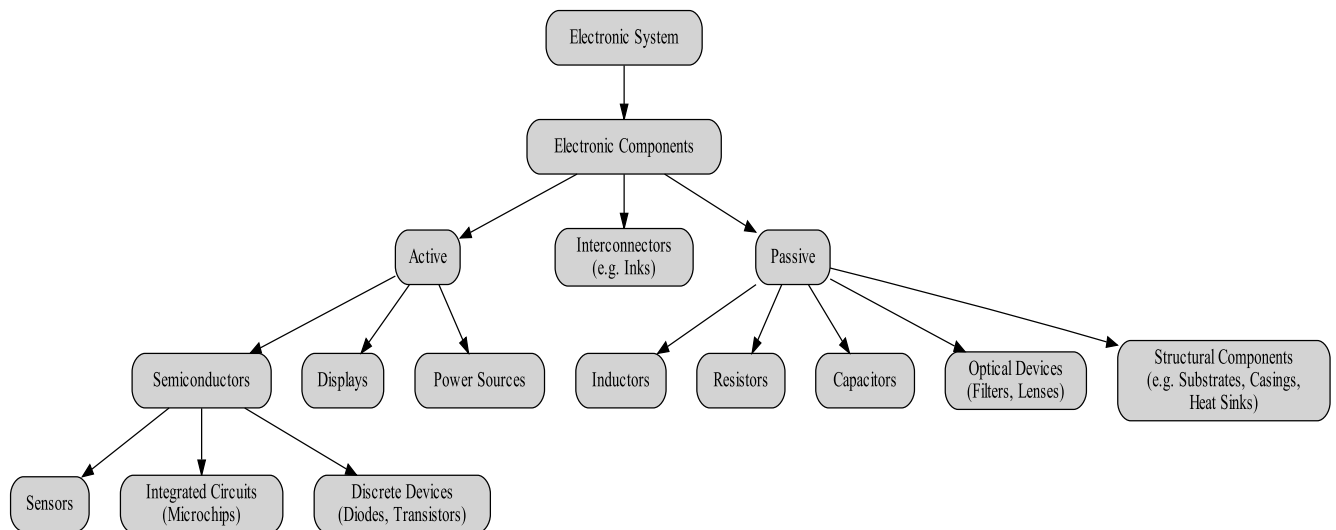 Electronic System
Electronic Components
Active
Interconnectors
(e.g. Inks)
Passive
Semiconductors
Displays
Power Sources
Inductors
Resistors
Capacitors
Optical Devices
(Filters, Lenses)
Structural Components
(e.g. Substrates, Casings,
Heat Sinks)
Sensors
Integrated Circuits
(Microchips)
Discrete Devices
(Diodes, Transistors)